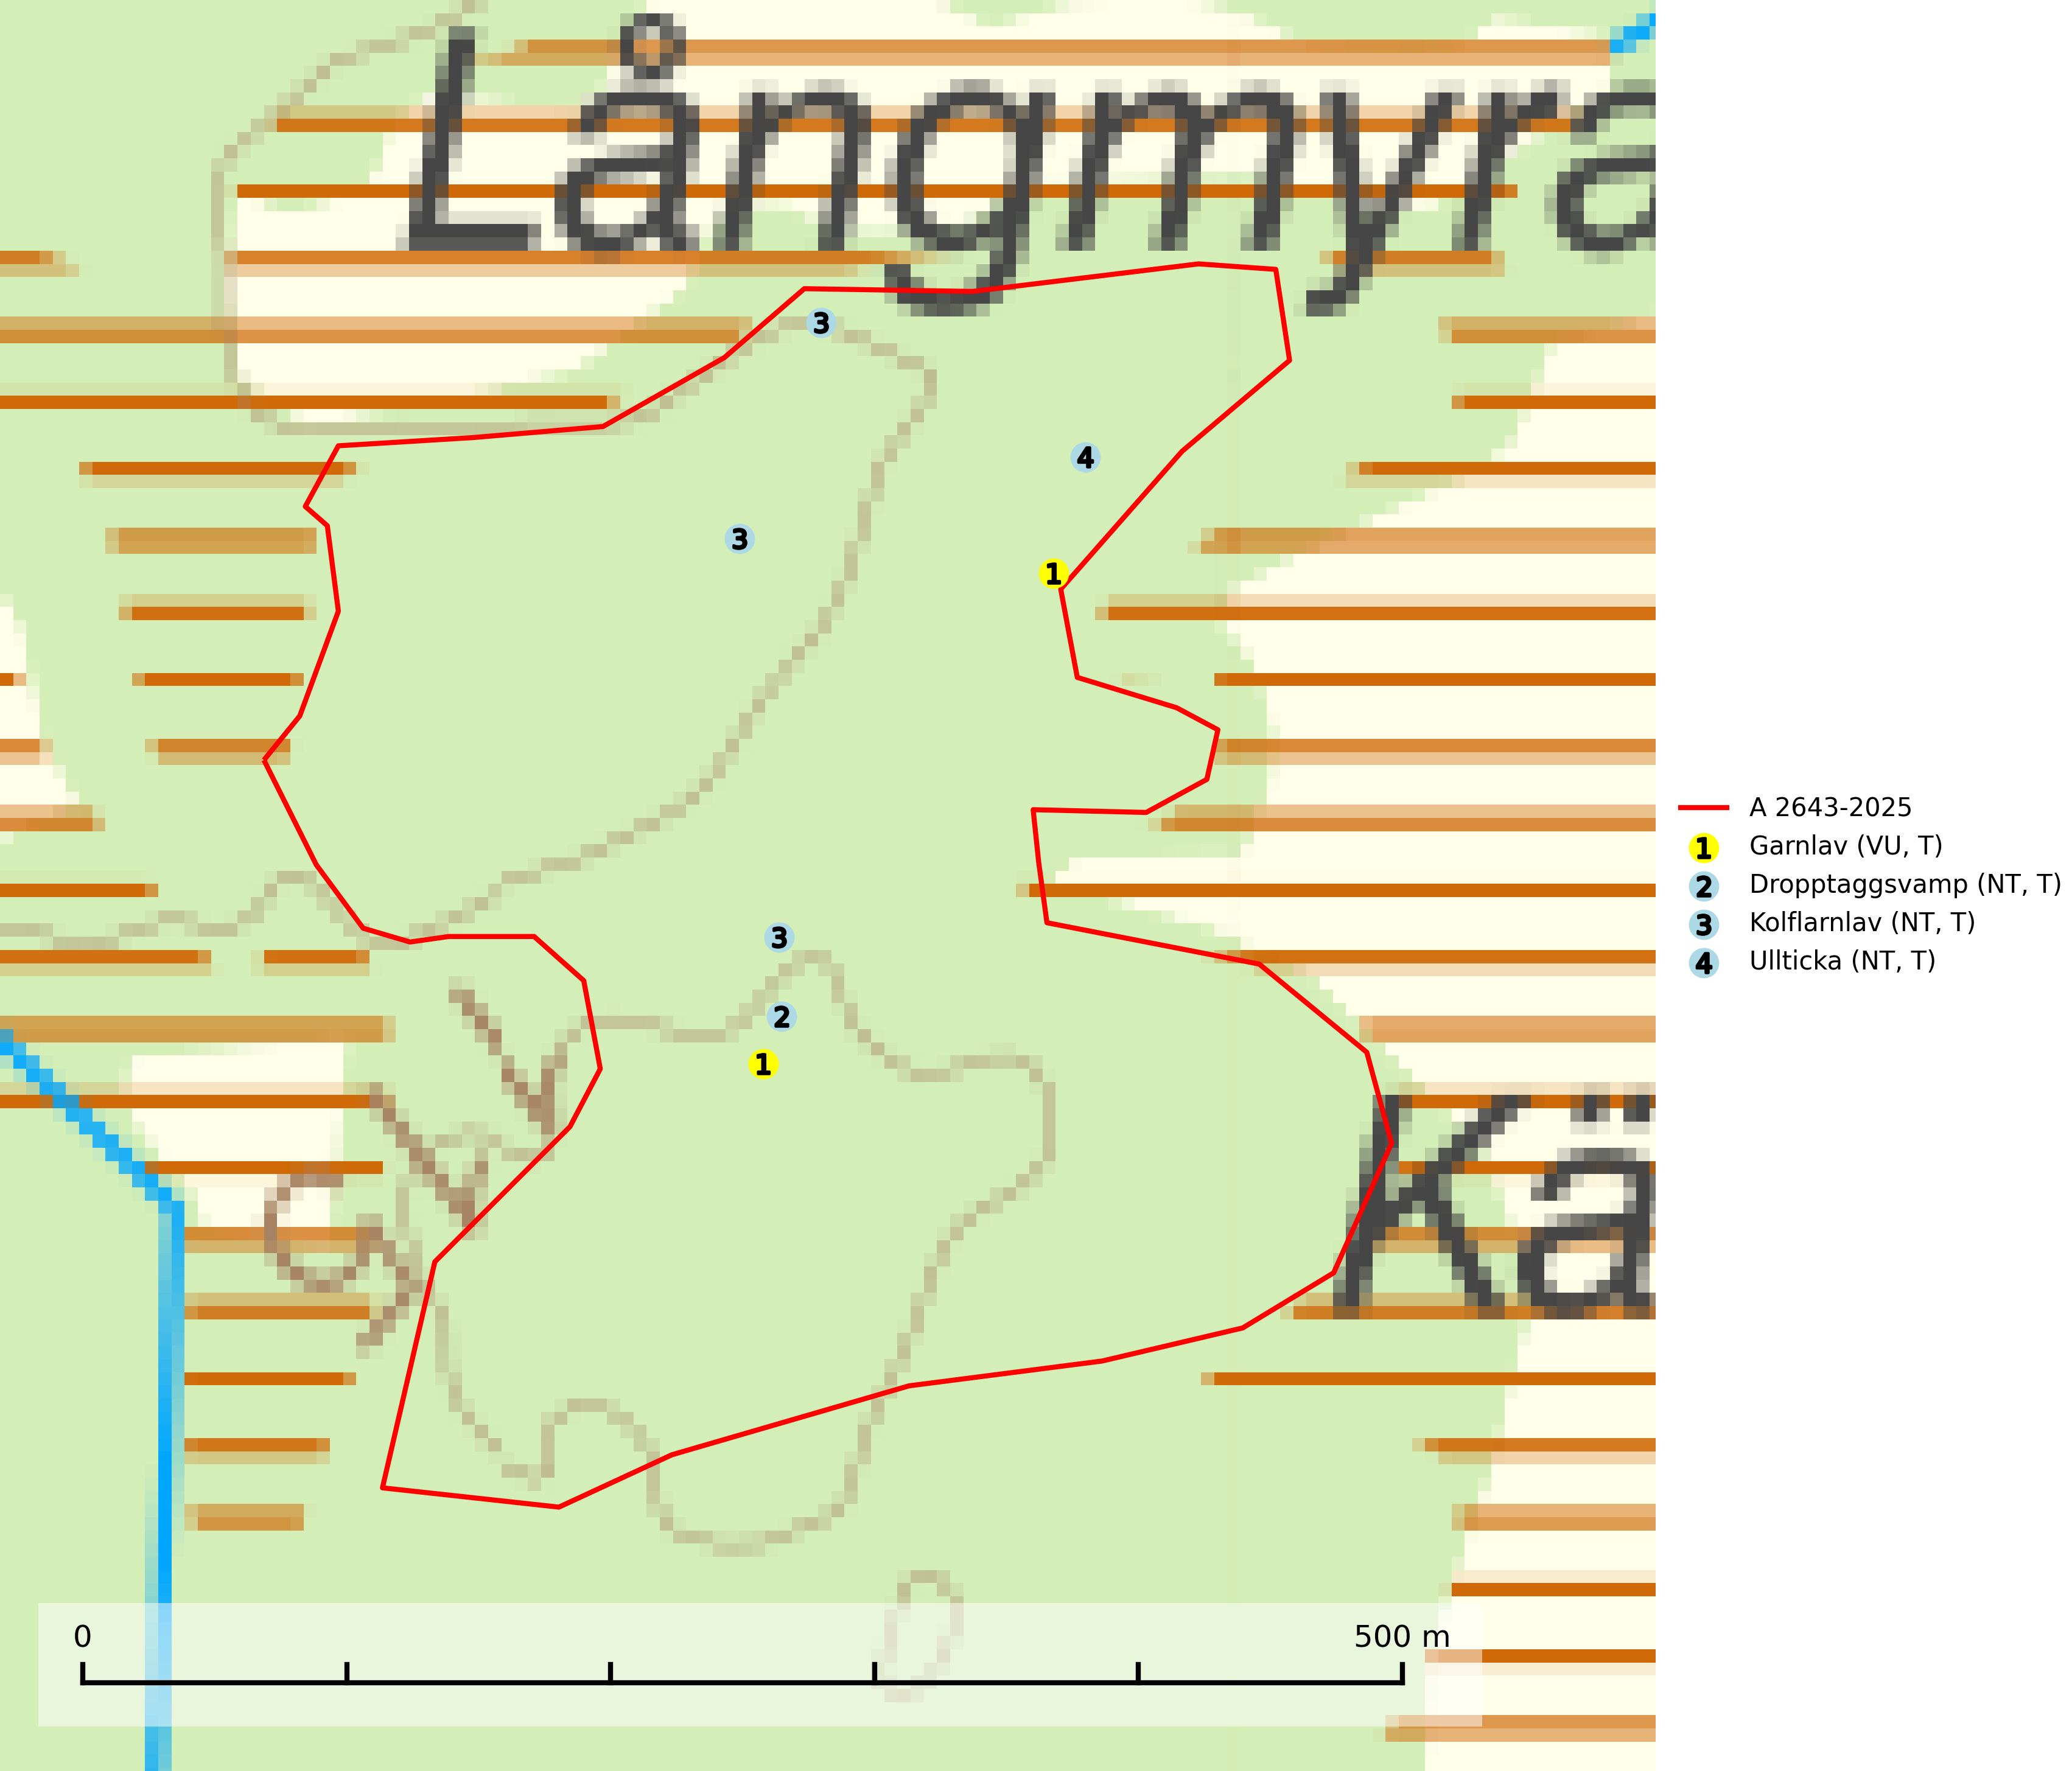 Långmyra
3
4
3
1
3
2
1
Kä
0 500 m
A 2643-2025
1 Garnlav (VU, T)
2 Dropptaggsvamp (NT, T)
3 Kolflarnlav (NT, T)
4 Ullticka (NT, T)